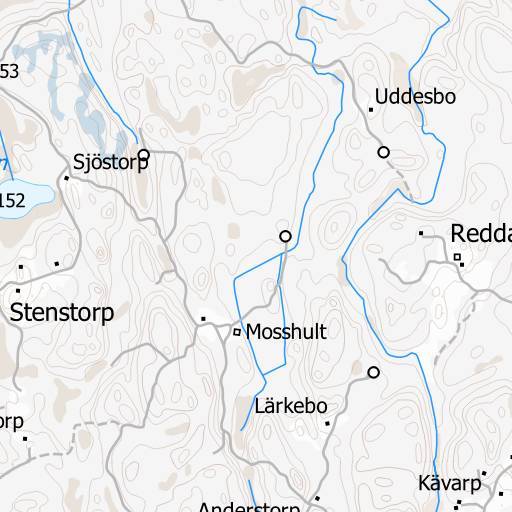 53
Uddesbo
Sjöstorp
152
Redda
Stenstorp
Mosshult
Lärkebo
orp
Kävarp
Anderstorp